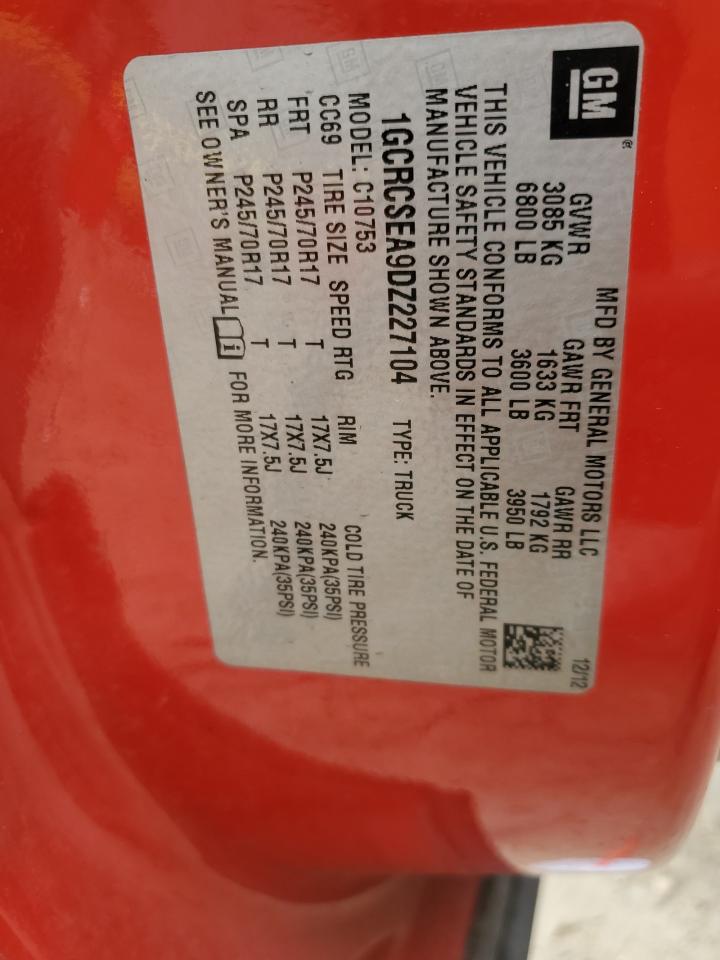 GM
MFD BY GENERAL MOTORS LLC 12/12
GVWR GAWR FRT GAWR RR
3085 KG 1633 KG 1792 KG
6800 LB 3600 LB 3950 LB
THIS VEHICLE CONFORMS TO ALL APPLICABLE U.S. FEDERAL MOTOR
VEHICLE SAFETY STANDARDS IN EFFECT ON THE DATE OF
MANUFACTURE SHOWN ABOVE.
1GCRCSEA9DZ227104 TYPE: TRUCK
MODEL: C10753 COLD TIRE PRESSURE
CC69 TIRE SIZE SPEED RTG RIM
FRT P245/70R17 T 17X7.5J 240KPA(35PSI)
RR P245/70R17 T 17X7.5J 240KPA(35PSI)
SPA P245/70R17 T 17X7.5J 240KPA(35PSI)
SEE OWNER'S MANUAL i FOR MORE INFORMATION.